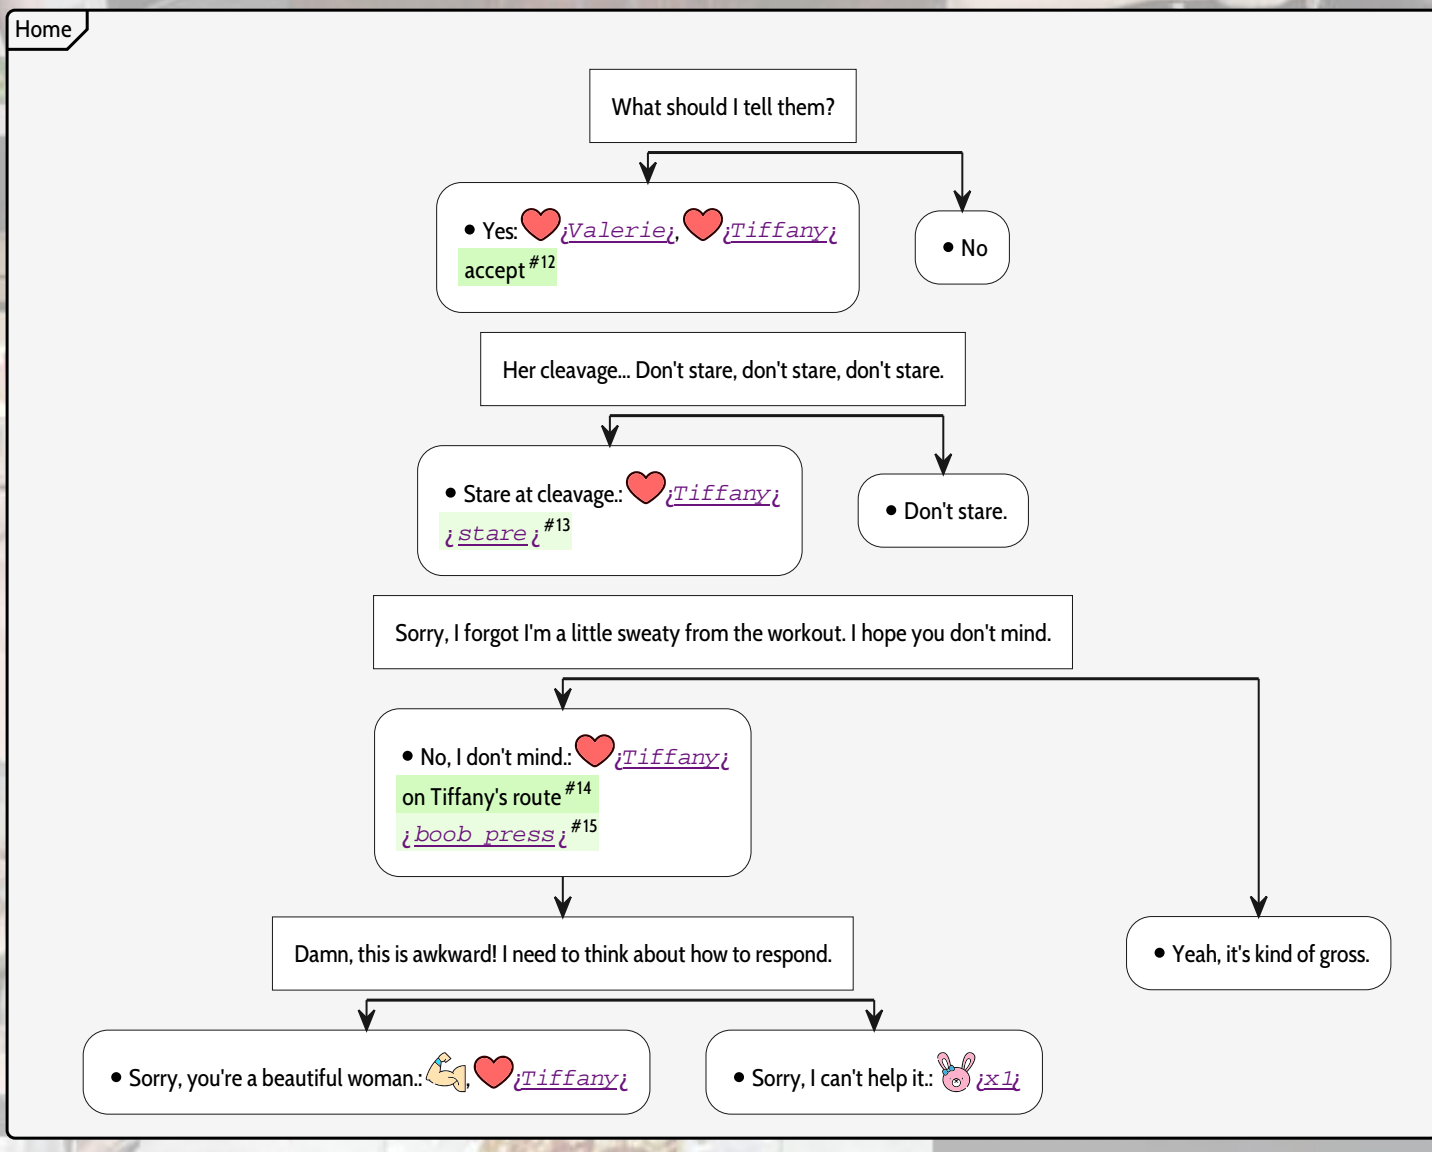 Home
What should I tell them?
• Yes: ¿Valerie¿, ¿Tiffany¿
accept #12
• No
Her cleavage... Don't stare, don't stare, don't stare.
• Stare at cleavage.: ¿Tiffany¿
¿stare¿ #13
• Don't stare.
Sorry, I forgot I'm a little sweaty from the workout. I hope you don't mind.
• No, I don't mind.: ¿Tiffany¿
on Tiffany's route #14
¿boob press¿ #15
Damn, this is awkward! I need to think about how to respond.
• Yeah, it's kind of gross.
• Sorry, you're a beautiful woman.: , ¿Tiffany¿
• Sorry, I can't help it.: ¿x1¿